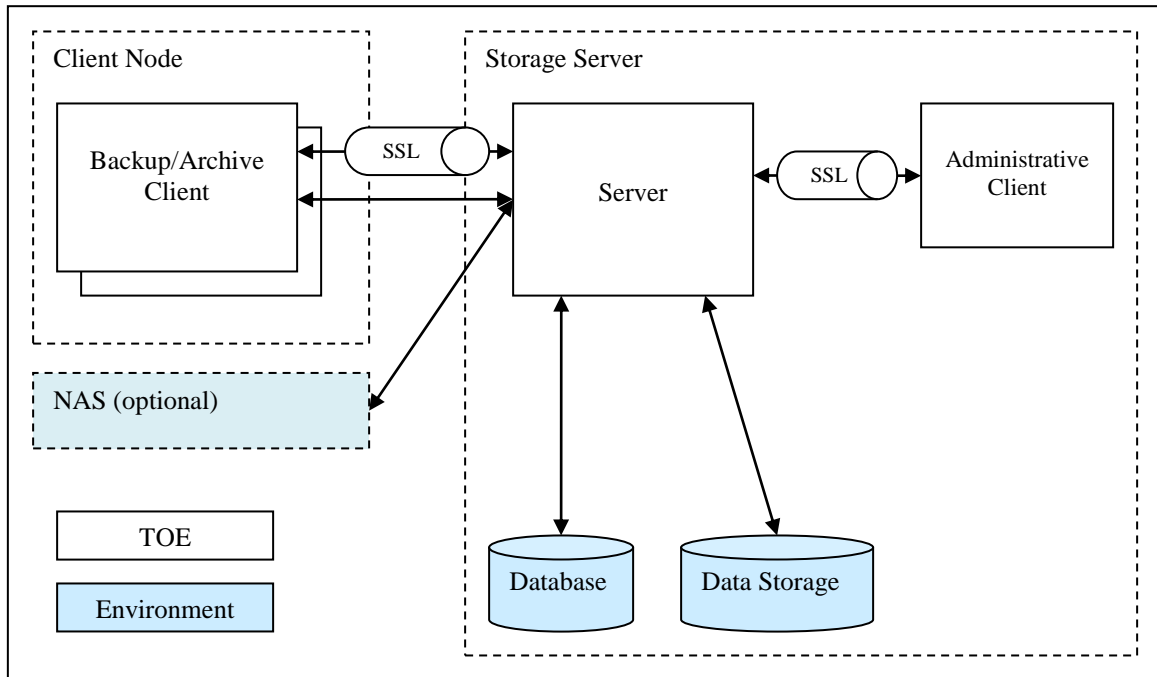 Client Node
Storage Server
Backup/Archive
Client
SSL
Server
SSL
Administrative
Client
NAS (optional)
TOE
Environment
Database
Data Storage